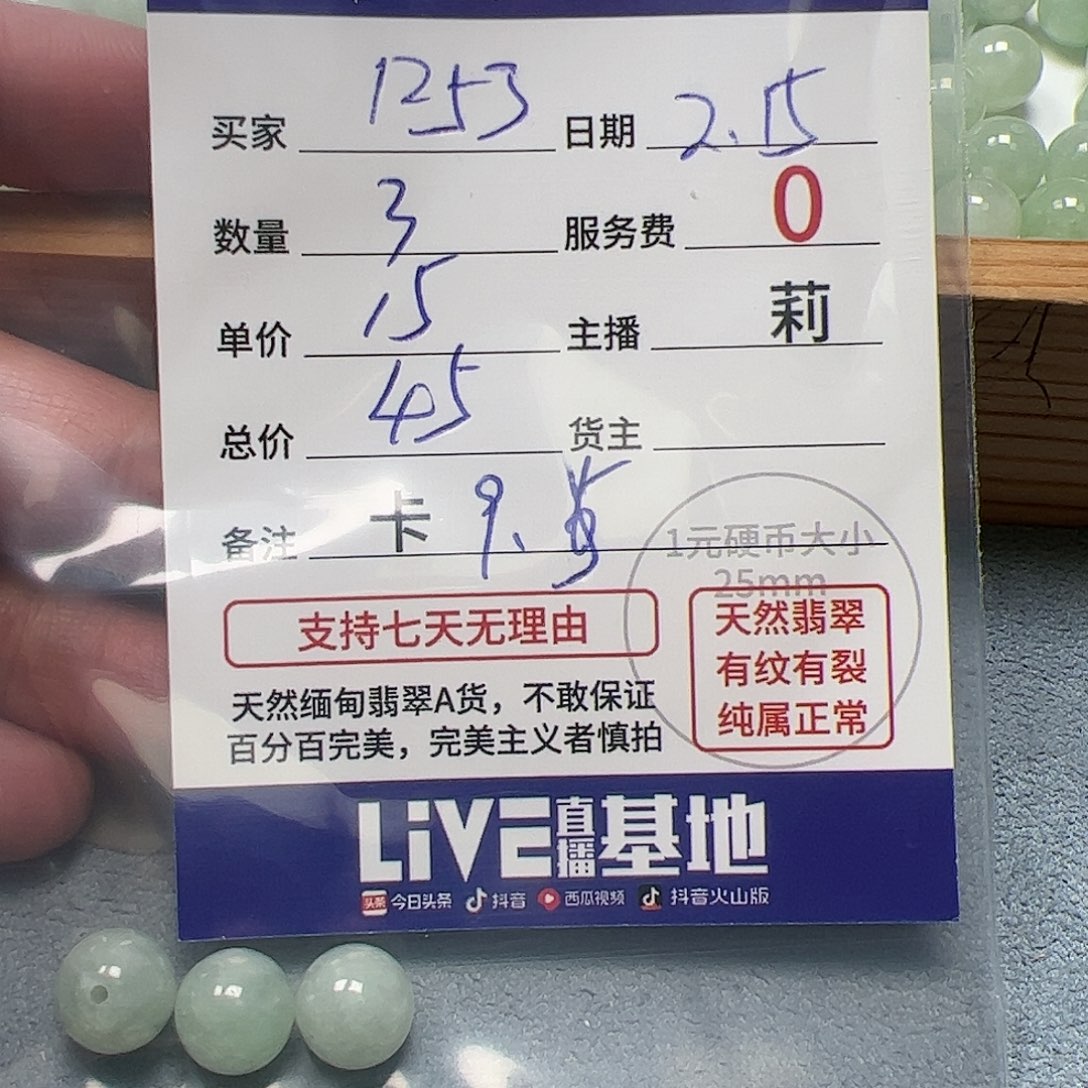 买家 1253 日期 2.15
数量 3 服务费 0
单价 15 主播 莉
总价 45 货主
备注 卡 9.
1元硬币大小
25mm
支持七天无理由
天然翡翠
有纹有裂
纯属正常
天然缅甸翡翠A货，不敢保证
百分百完美，完美主义者慎拍
LiVE直播基地
头条 今日头条 抖音 西瓜视频 抖音火山版